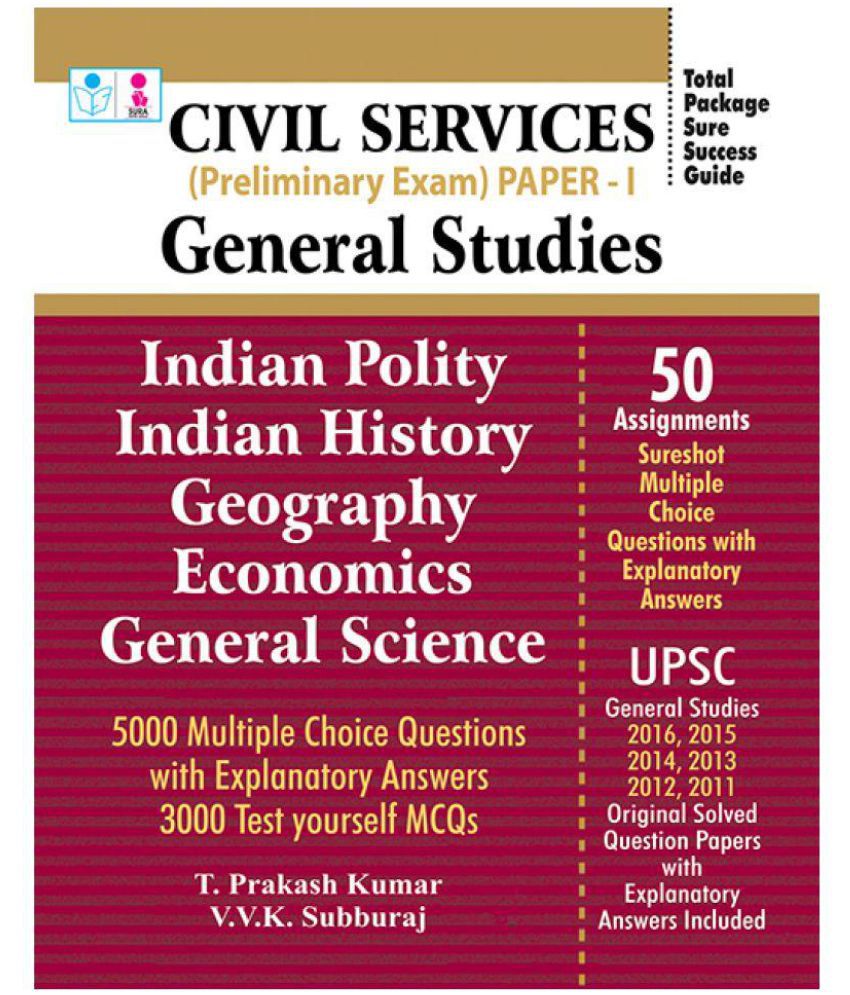 SURA
CIVIL SERVICES
(Preliminary Exam) PAPER - I
General Studies
Total
Package
Sure
Success
Guide
Indian Polity
Indian History
Geography
Economics
General Science
5000 Multiple Choice Questions
with Explanatory Answers
3000 Test yourself MCQs
T. Prakash Kumar
V.V.K. Subburaj
50
Assignments
Sureshot
Multiple
Choice
Questions with
Explanatory
Answers
UPSC
General Studies
2016, 2015
2014, 2013
2012, 2011
Original Solved
Question Papers
with
Explanatory
Answers Included